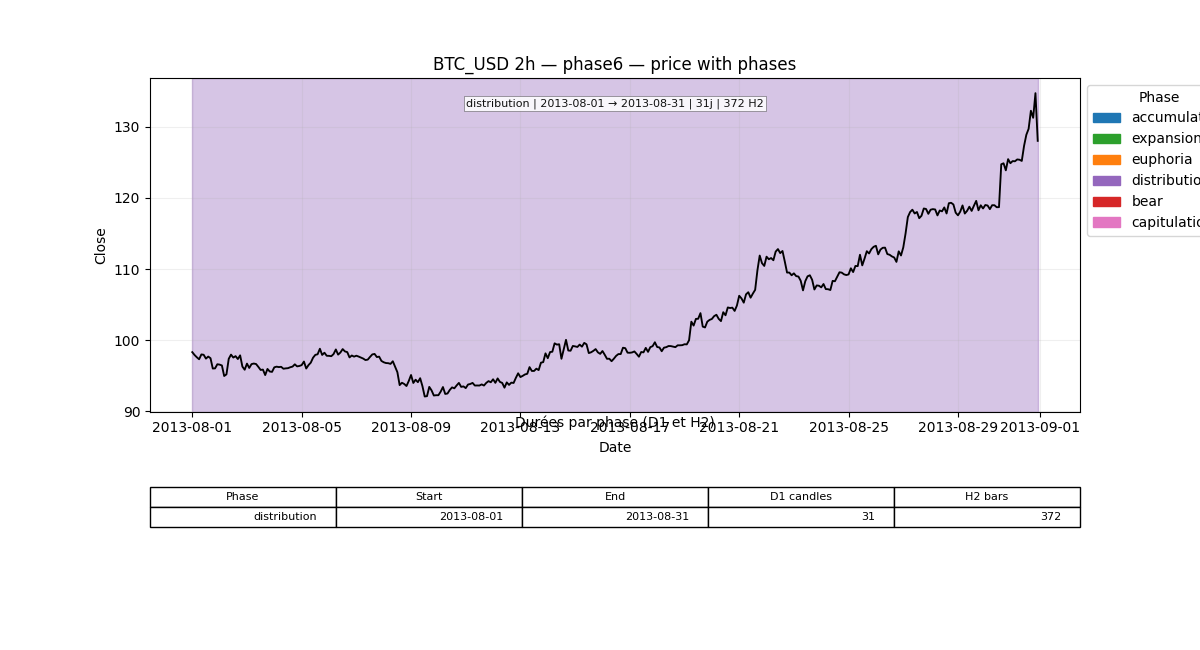 BTC_USD 2h — phase6 — price with phases
distribution | 2013-08-01 → 2013-08-31 | 31j | 372 H2
Phase
accumulat
expansion
euphoria
distributio
bear
capitulatio
Close
130
120
110
100
90
2013-08-01 2013-08-05 2013-08-09 2013-08-13 2013-08-17 2013-08-21 2013-08-25 2013-08-29 2013-09-01
Durées par phase (D1 et H2)
Date
Phase Start End D1 candles H2 bars
distribution 2013-08-01 2013-08-31 31 372